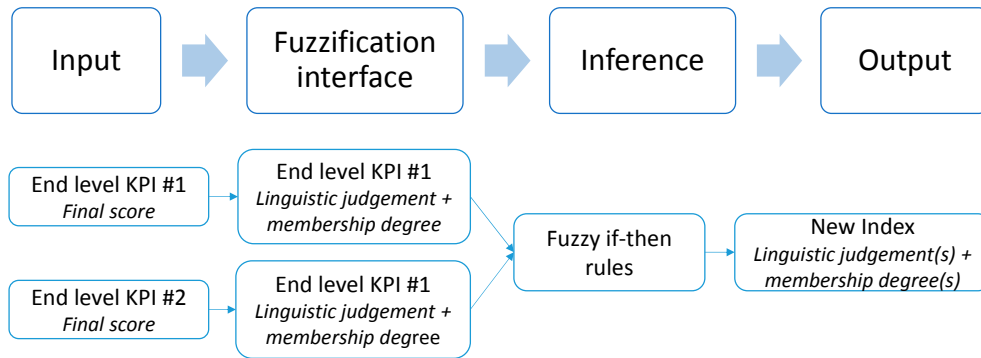 Input
Fuzzification
interface
Inference
Output
End level KPI #1
Final score
End level KPI #1
Linguistic judgement +
membership degree
Fuzzy if-then
rules
New Index
Linguistic judgement(s) +
membership degree(s)
End level KPI #2
Final score
End level KPI #1
Linguistic judgement +
membership degree